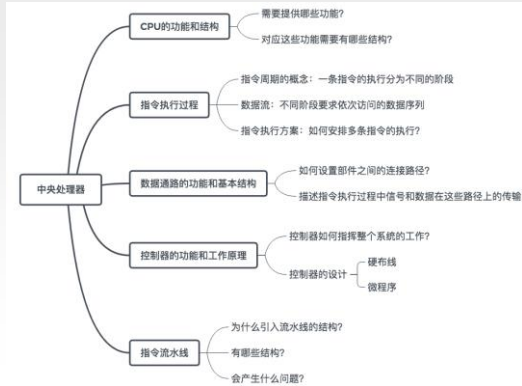 CPU的功能和结构
需要提供哪些功能?
对应这些功能需要有哪些结构?
指令执行过程
指令周期的概念：一条指令的执行分为不同的阶段
数据流：不同阶段要求依次访问的数据序列
指令执行方案：如何安排多条指令的执行?
中央处理器
数据通路的功能和基本结构
如何设置部件之间的连接路径?
描述指令执行过程中信号和数据在这些路径上的传输
控制器的功能和工作原理
控制器如何指挥整个系统的工作?
控制器的设计
硬布线
微程序
指令流水线
为什么引入流水线的结构?
有哪些结构?
会产生什么问题?